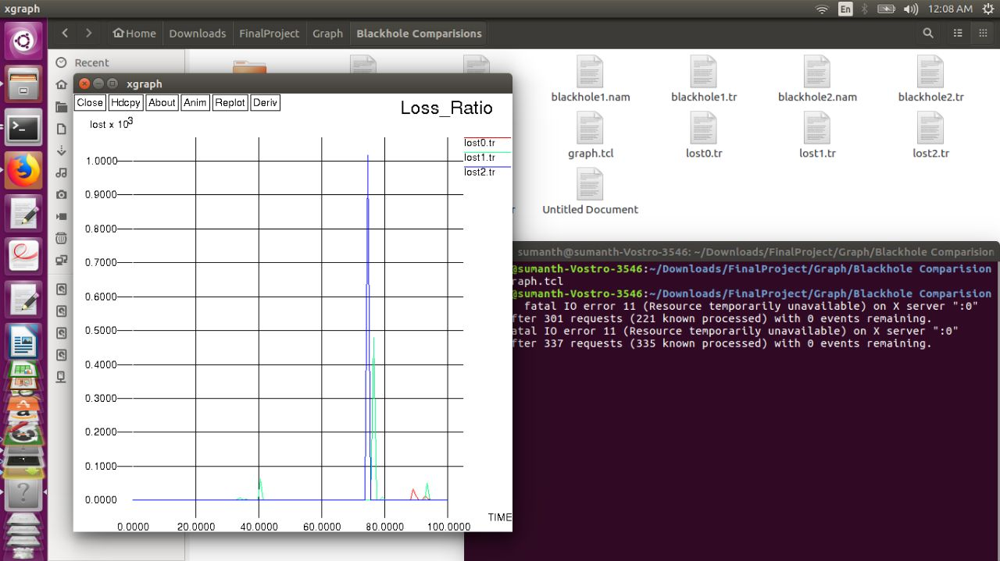 xgraph
En
12:08 AM
Home
Downloads
FinalProject
Graph
Blackhole Comparisions
Recent
blackhole1.nam
blackhole1.tr
blackhole2.nam
blackhole2.tr
graph.tcl
lost0.tr
lost1.tr
lost2.tr
Untitled Document
xgraph
Close
Hdcpy
About
Anim
Replot
Deriv
Loss_Ratio
lost x 103
lost0.tr
lost1.tr
lost2.tr
1.0000
0.9000
0.8000
0.7000
0.6000
0.5000
0.4000
0.3000
0.2000
0.1000
0.0000
TIME
0.0000
20.0000
40.0000
60.0000
80.0000
100.0000
sumanth@sumanth-Vostro-3546: ~/Downloads/FinalProject/Graph/Blackhole Comparision
@sumanth-Vostro-3546:~/Downloads/FinalProject/Graph/Blackhole Comparision
raph.tcl
@sumanth-Vostro-3546:~/Downloads/FinalProject/Graph/Blackhole Comparision
fatal IO error 11 (Resource temporarily unavailable) on X server ":0"
fter 301 requests (221 known processed) with 0 events remaining.
atal IO error 11 (Resource temporarily unavailable) on X server ":0"
fter 337 requests (335 known processed) with 0 events remaining.